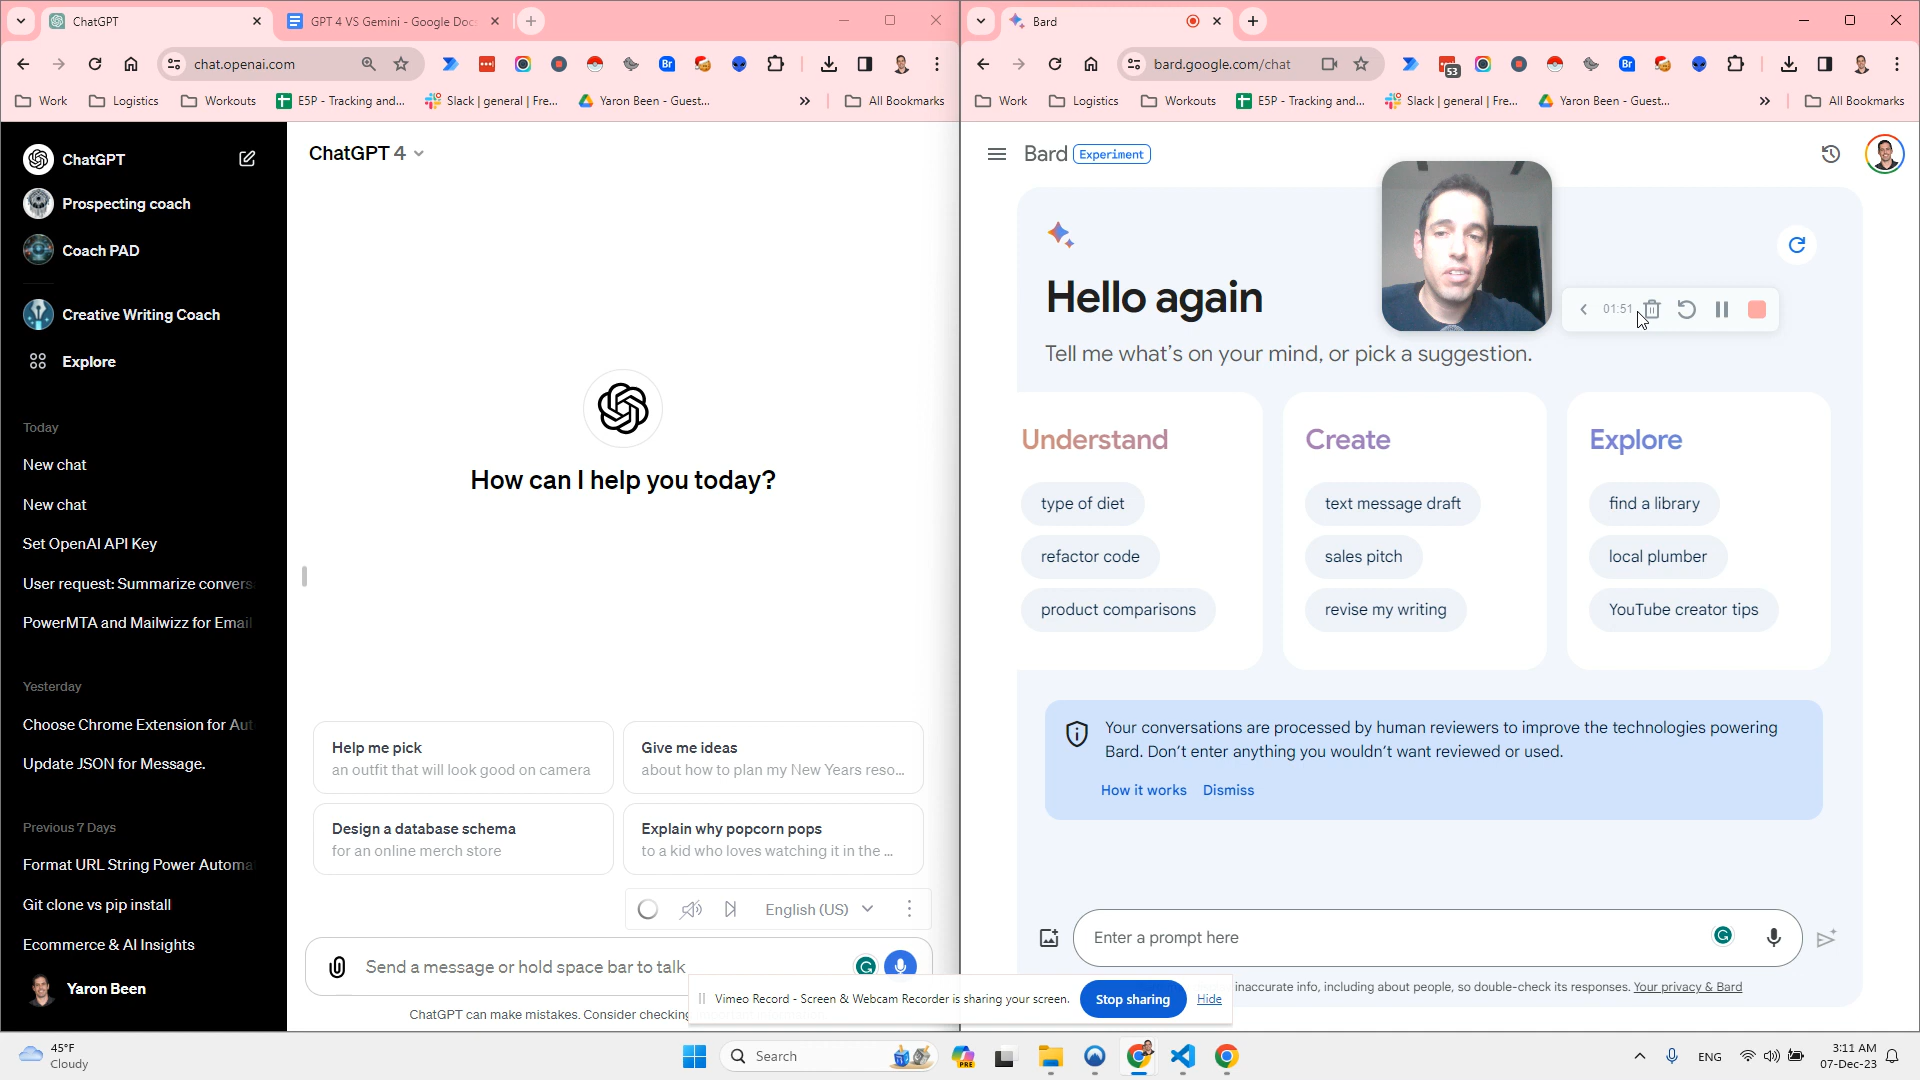 ChatGPT
GPT 4 VS Gemini - Google Doc
Bard
chat.openai.com
Br
bard.google.com/chat
53
Br
Work
Logistics
Workouts
E5P - Tracking and...
Slack | general | Fre...
Yaron Been - Guest...
»
All Bookmarks
Work
Logistics
Workouts
E5P - Tracking and...
Slack | general | Fre...
Yaron Been - Guest...
»
All Bookmarks
ChatGPT
Prospecting coach
Coach PAD
Creative Writing Coach
Explore
Today
New chat
New chat
Set OpenAI API Key
User request: Summarize convers
PowerMTA and Mailwizz for Email
Yesterday
Choose Chrome Extension for Aut
Update JSON for Message.
Previous 7 Days
Format URL String Power Automa
Git clone vs pip install
Ecommerce & AI Insights
Yaron Been
ChatGPT 4
How can I help you today?
Help me pick
an outfit that will look good on camera
Give me ideas
about how to plan my New Years reso...
Design a database schema
for an online merch store
Explain why popcorn pops
to a kid who loves watching it in the ...
English (US)
Send a message or hold space bar to talk
ChatGPT can make mistakes. Consider checking
Bard
Experiment
Hello again
01:51
Tell me what's on your mind, or pick a suggestion.
Understand
type of diet
refactor code
product comparisons
Create
text message draft
sales pitch
revise my writing
Explore
find a library
local plumber
YouTube creator tips
Your conversations are processed by human reviewers to improve the technologies powering
Bard. Don't enter anything you wouldn't want reviewed or used.
How it works
Dismiss
Enter a prompt here
inaccurate info, including about people, so double-check its responses. Your privacy & Bard
Vimeo Record - Screen & Webcam Recorder is sharing your screen.
Stop sharing
Hide
45°F
Cloudy
Search
PRE
ENG
3:11 AM
07-Dec-23